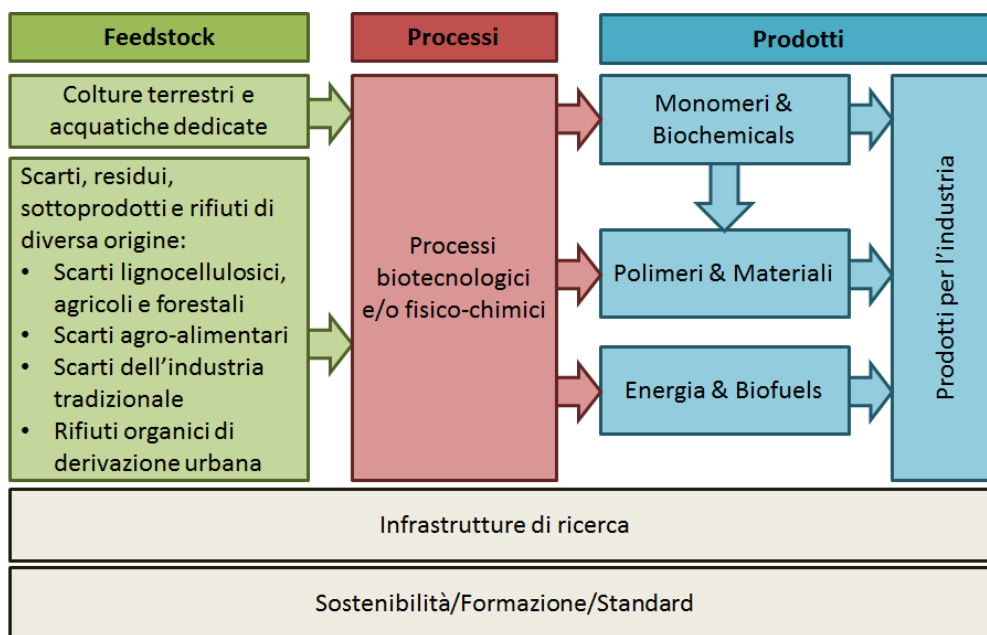 Feedstock
Processi
Prodotti
Colture terrestri e
acquatiche dedicate
Scarti, residui,
sottoprodotti e rifiuti di
diversa origine:
• Scarti lignocellulosici,
agricoli e forestali
• Scarti agro-alimentari
• Scarti dell’industria
tradizionale
• Rifiuti organici di
derivazione urbana
Processi
biotecnologici
e/o fisico-chimici
Monomeri &
Biochemicals
Polimeri & Materiali
Energia & Biofuels
Prodotti per l’industria
Infrastrutture di ricerca
Sostenibilità/Formazione/Standard